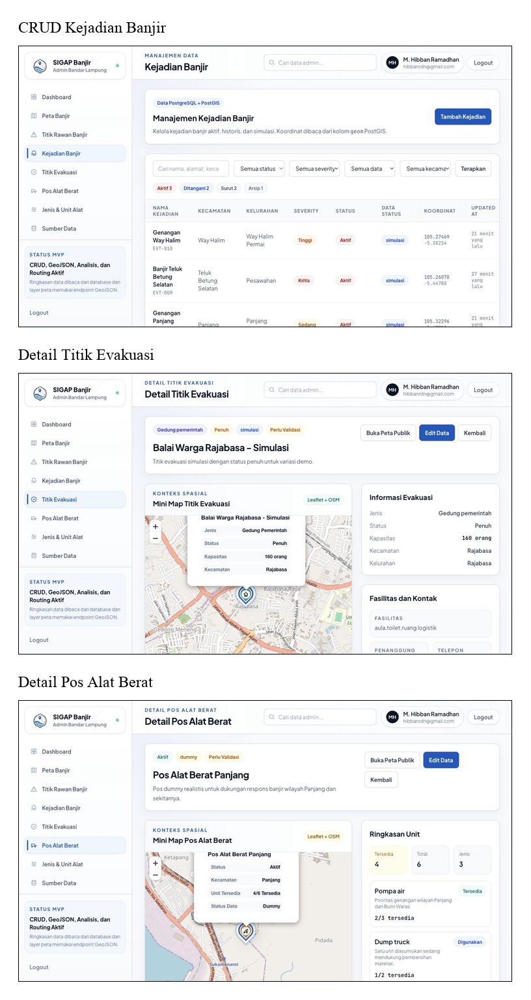 CRUD Kejadian Banjir
SIGAP Banjir
Admin Bandar Lampung
Dashboard
Peta Banjir
Titik Rawan Banjir
Kejadian Banjir
Titik Evakuasi
Pos Alat Berat
Jenis & Unit Alat
Sumber Data
STATUS MVP
CRUD, GeoJSON, Analisis, dan
Routing Aktif
Ringkasan data dibaca dari database dan
layer peta memakai endpoint GeoJSON.
Logout
MANAJEMEN DATA
Kejadian Banjir
Cari data admin...
MH
M. Hibban Ramadhan
hibbanrdn@gmail.com
Logout
Data PostgreSQL + PostGIS
Manajemen Kejadian Banjir
Kelola kejadian banjir aktif, historis, dan simulasi. Koordinat dibaca dari kolom geom PostGIS.
Tambah Kejadian
Cari nama, alamat, keca
Semua status
Semua severity
Semua data
Semua kecama
Terapkan
Aktif 3
Ditangani 2
Surut 2
Arsip 1
NAMA KEJADIAN
KECAMATAN
KELURAHAN
SEVERITY
STATUS
DATA STATUS
KOORDINAT
UPDATED AT
Genangan
Way Halim
EVT-010
Way Halim
Way Halim
Permai
Tinggi
Aktif
simulasi
105.27469
-5.38234
21 menit
yang
lalu
Banjir Teluk
Betung
Selatan
EVT-009
Teluk
Betung
Selatan
Pesawahan
Kritis
Aktif
simulasi
105.26070
-5.44780
27 menit
yang
lalu
Genangan
Panjang
Panjang
Panjang
Sedang
Aktif
simulasi
105.32296
21 menit
yang
Detail Titik Evakuasi
SIGAP Banjir
Admin Bandar Lampung
Dashboard
Peta Banjir
Titik Rawan Banjir
Kejadian Banjir
Titik Evakuasi
Pos Alat Berat
Jenis & Unit Alat
Sumber Data
STATUS MVP
CRUD, GeoJSON, Analisis, dan
Routing Aktif
Ringkasan data dibaca dari database dan
layer peta memakai endpoint GeoJSON.
Logout
DETAIL TITIK EVAKUASI
Detail Titik Evakuasi
Cari data admin...
MH
M. Hibban Ramadhan
hibbanrdn@gmail.com
Logout
Gedung pemerintah
Penuh
simulasi
Perlu Validasi
Balai Warga Rajabasa - Simulasi
Titik evakuasi simulasi dengan status penuh untuk variasi demo.
Buka Peta Publik
Edit Data
Kembali
KONTEKS SPASIAL
Mini Map Titik Evakuasi
Leaflet + OSM
+
−
Balai Warga Rajabasa - Simulasi
Jenis Gedung Pemerintah
Status Penuh
Kapasitas 160 orang
Kecamatan Rajabasa
Rajabasa Raya
Rajabasa
Gedong Meneng
Jalan Zainal Abidin Pagar Alam
Informasi Evakuasi
Jenis Gedung pemerintah
Status Penuh
Kapasitas 160 orang
Kecamatan Rajabasa
Kelurahan Rajabasa
Fasilitas dan Kontak
FASILITAS
aula,toilet,ruang logistik
PENANGGUNG
TELEPON
Detail Pos Alat Berat
SIGAP Banjir
Admin Bandar Lampung
Dashboard
Peta Banjir
Titik Rawan Banjir
Kejadian Banjir
Titik Evakuasi
Pos Alat Berat
Jenis & Unit Alat
Sumber Data
STATUS MVP
CRUD, GeoJSON, Analisis, dan
Routing Aktif
Ringkasan data dibaca dari database dan
layer peta memakai endpoint GeoJSON.
Logout
DETAIL POS ALAT BERAT
Detail Pos Alat Berat
Cari data admin...
MH
M. Hibban Ramadhan
hibbanrdn@gmail.com
Logout
Aktif
dummy
Perlu Validasi
Pos Alat Berat Panjang
Pos dummy realistis untuk dukungan respons banjir wilayah Panjang dan
sekitarnya.
Buka Peta Publik
Edit Data
Kembali
KONTEKS SPASIAL
Mini Map Pos Alat Berat
Leaflet + OSM
+
−
Ketapang
Pos Alat Berat Panjang
Status Aktif
Kecamatan Panjang
Unit Tersedia 4/6 Tersedia
Status Data Dummy
Pidada
Sukamenanti
Ringkasan Unit
Tersedia
4
Total
6
Jenis
3
Pompa air
Tersedia
Prioritas genangan wilayah Panjang
dan Bumi Waras.
2/3 tersedia
Dump truck
Digunakan
Satu unit diasumsikan sedang
mendukung pembersihan
material.
1/2 tersedia